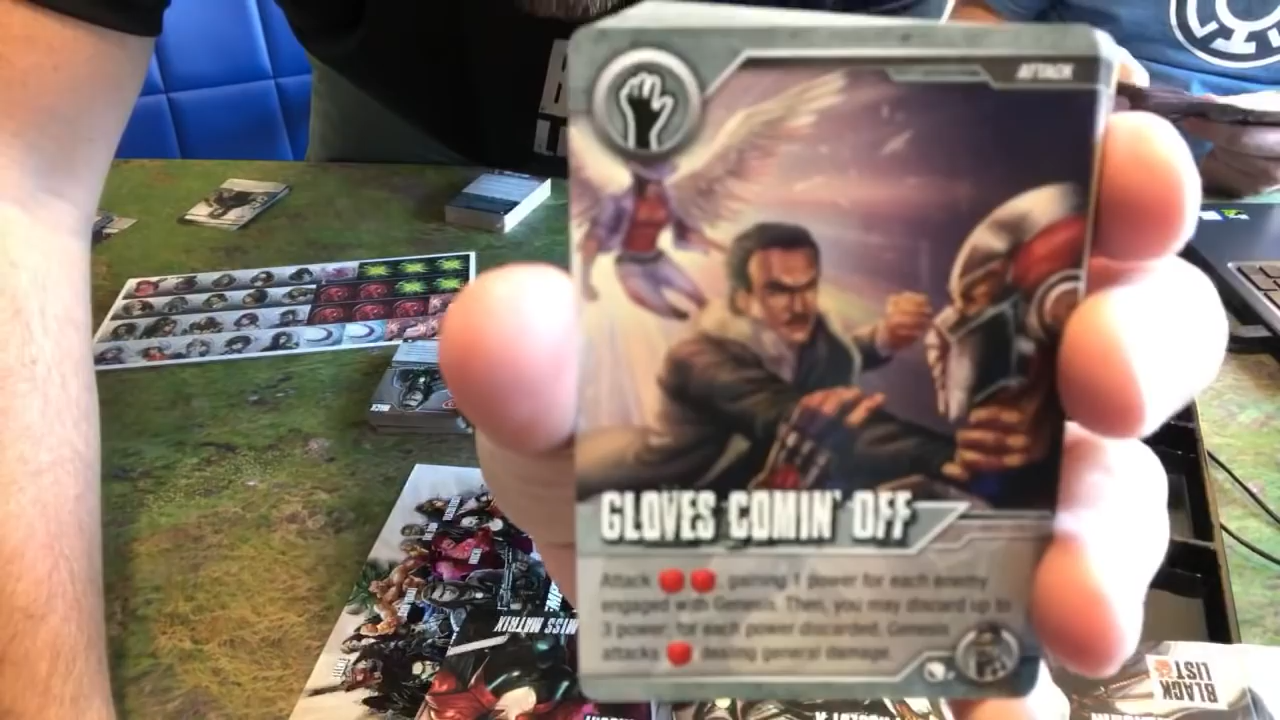 ATTACK
GLOVES COMIN' OFF
Attack , gaining 1 power for each enemy
engaged with Genesis. Then, you may discard up to
3 power; for each power discarded, Genesis
attacks , dealing general damage.
MISS MATRIX
BLACK
LIST